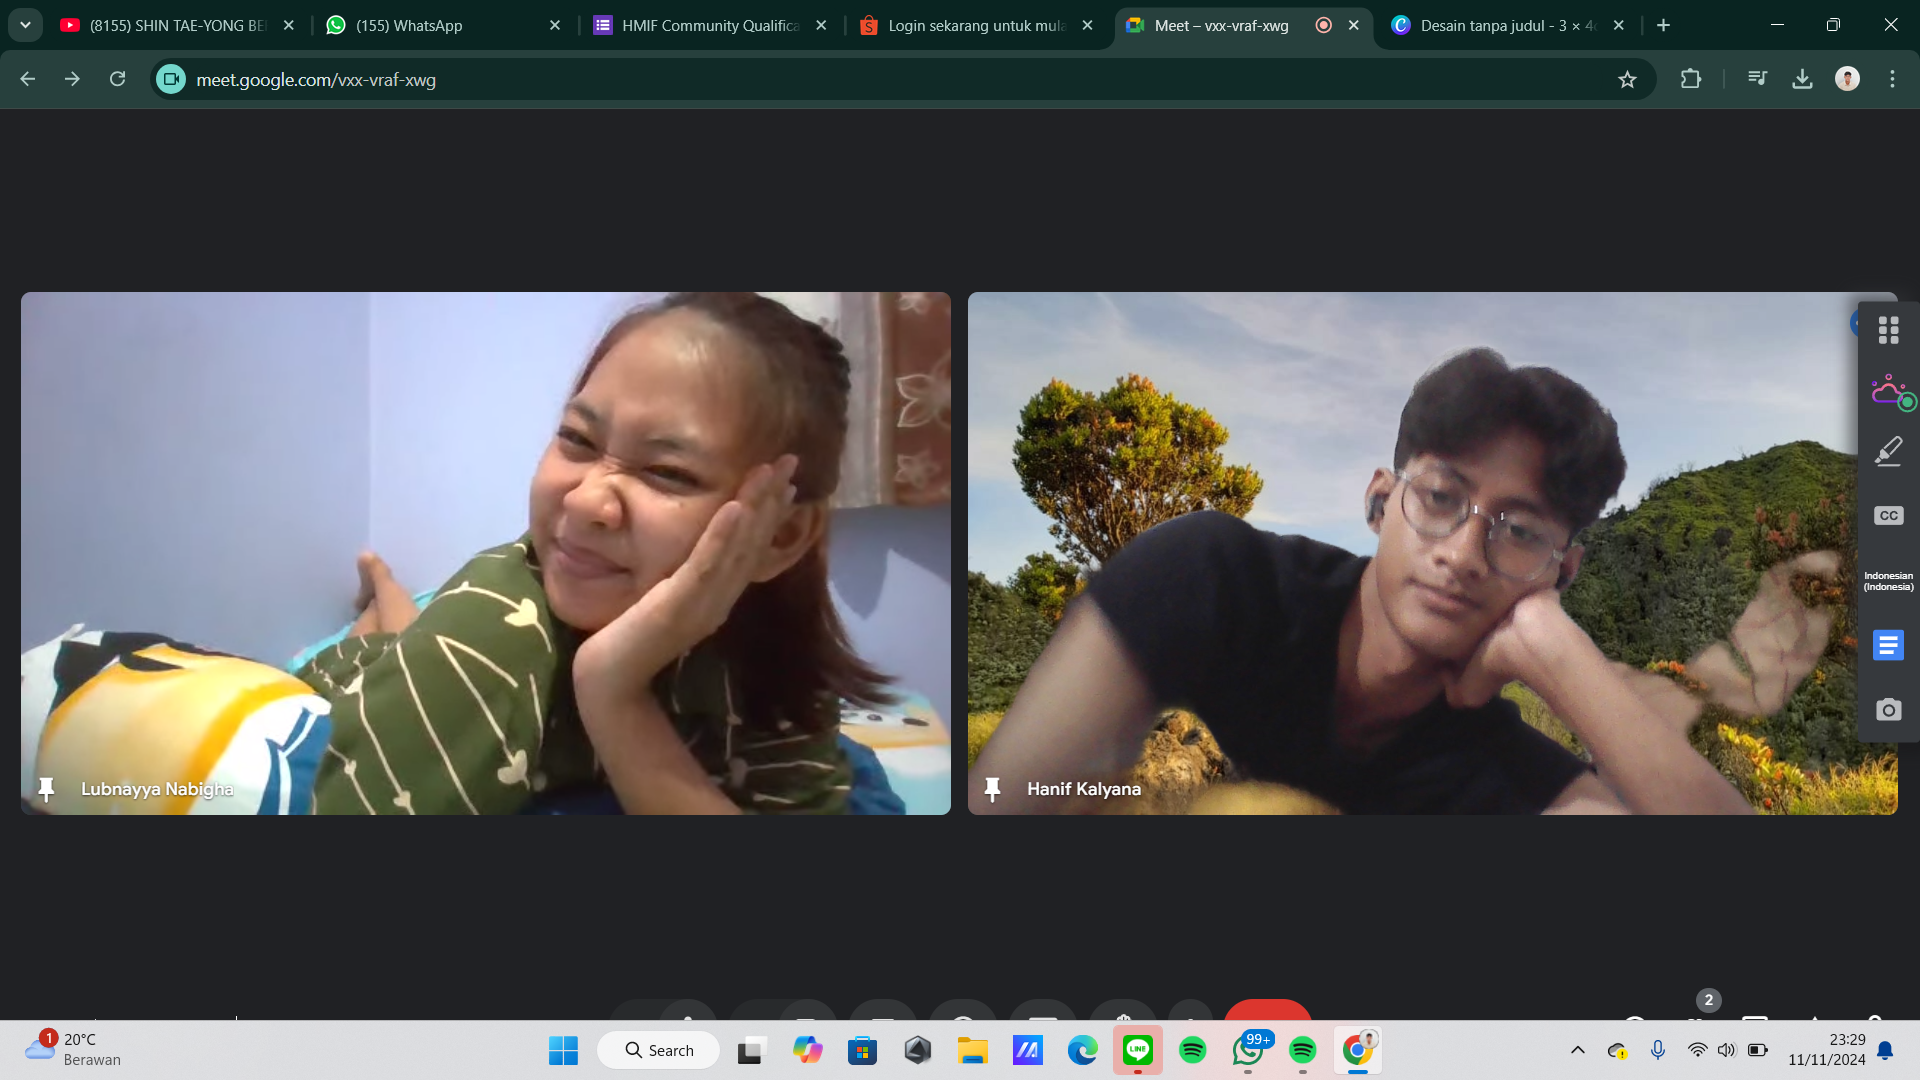 (8155) SHIN TAE-YONG BE
(155) WhatsApp
HMIF Community Qualifica
Login sekarang untuk mula
Meet – vxx-vraf-xwg
Desain tanpa judul - 3 × 4
meet.google.com/vxx-vraf-xwg
CC
Indonesian
(Indonesia)
Lubnayya Nabigha
Hanif Kalyana
2
1
20°C
Berawan
Search
LINE
99+
23:29
11/11/2024